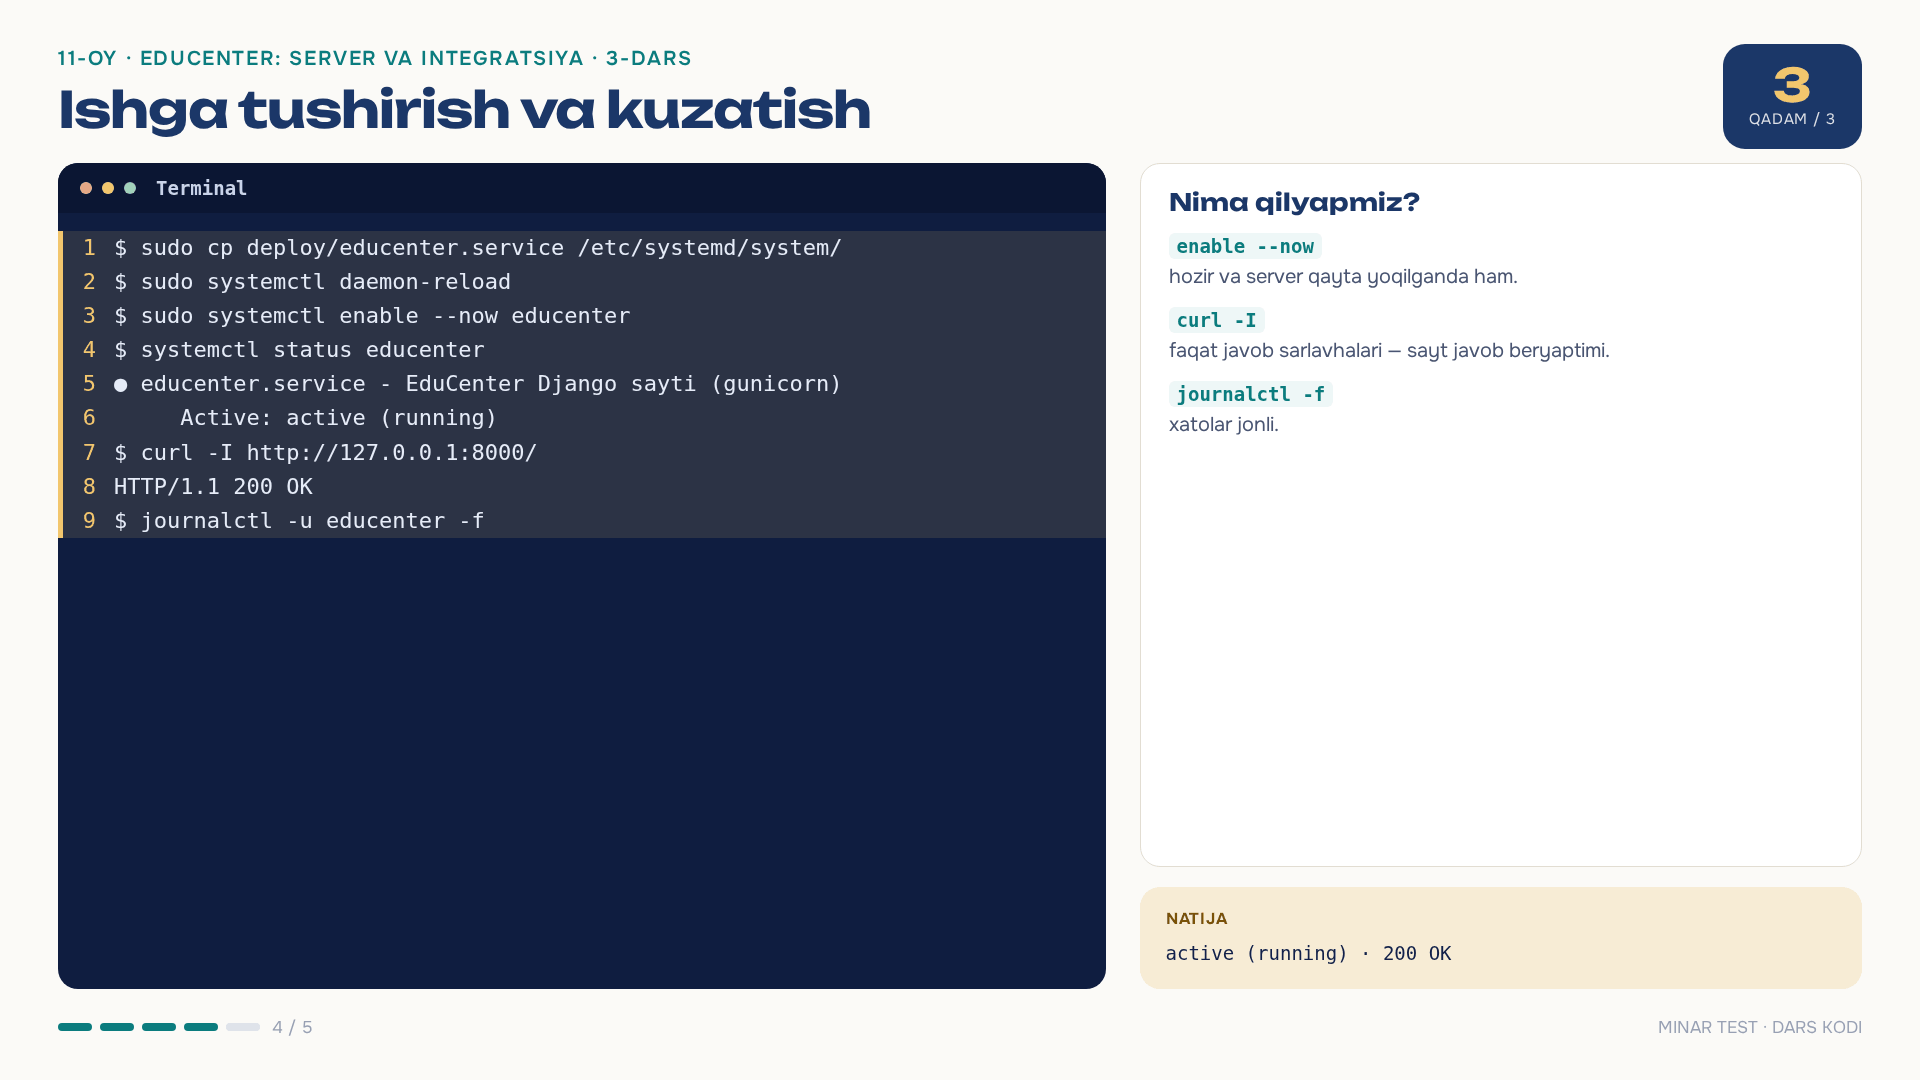 11-OY · EDUCENTER: SERVER VA INTEGRATSIYA · 3-DARS
Ishga tushirish va kuzatish
3
QADAM / 3
Terminal
1 $ sudo cp deploy/educenter.service /etc/systemd/system/
2 $ sudo systemctl daemon-reload
3 $ sudo systemctl enable --now educenter
4 $ systemctl status educenter
5 ● educenter.service - EduCenter Django sayti (gunicorn)
6      Active: active (running)
7 $ curl -I http://127.0.0.1:8000/
8 HTTP/1.1 200 OK
9 $ journalctl -u educenter -f
Nima qilyapmiz?
enable --now
hozir va server qayta yoqilganda ham.
curl -I
faqat javob sarlavhalari — sayt javob beryaptimi.
journalctl -f
xatolar jonli.
NATIJA
active (running) · 200 OK
4 / 5
MINAR TEST · DARS KODI